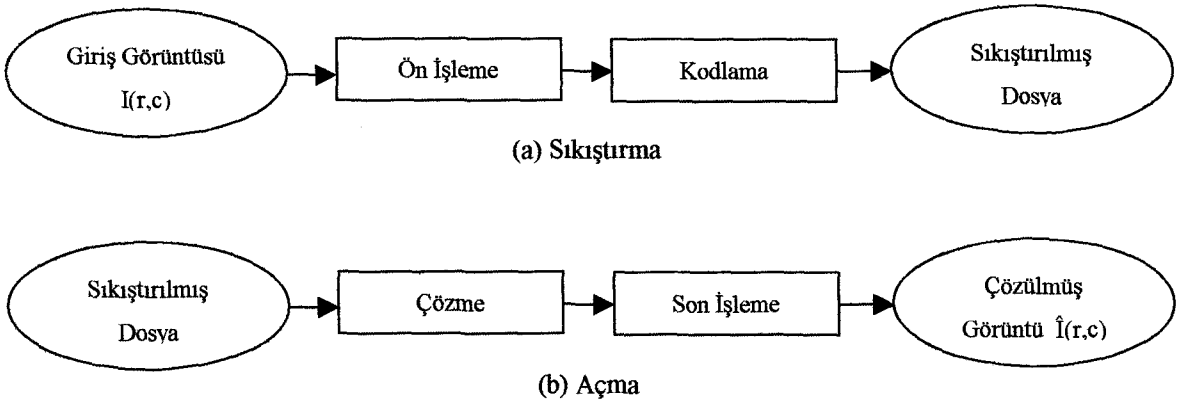 Giriş Görüntüsü
I(r,c)
Ön İşleme
Kodlama
Sıkıştırılmış
Dosya
(a) Sıkıştırma
Sıkıştırılmış
Dosya
Çözme
Son İşleme
Çözülmüş
Görüntü Î(r,c)
(b) Açma